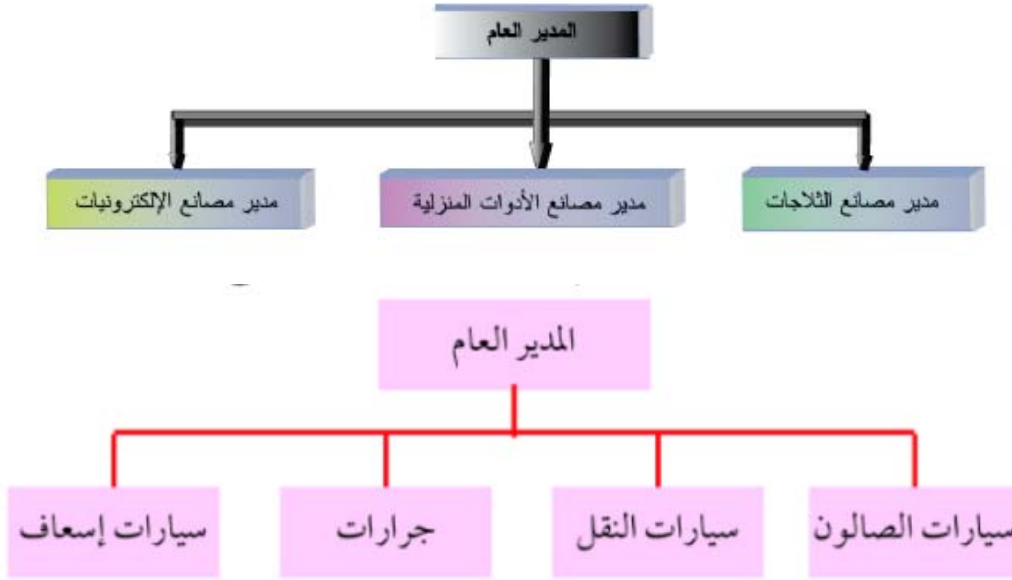 المدير العام
مدير مصانع الثلاجات
مدير مصانع الأدوات المنزلية
مدير مصانع الإلكترونيات
المدير العام
سيارات الصالون
سيارات النقل
جرارات
سيارات إسعاف